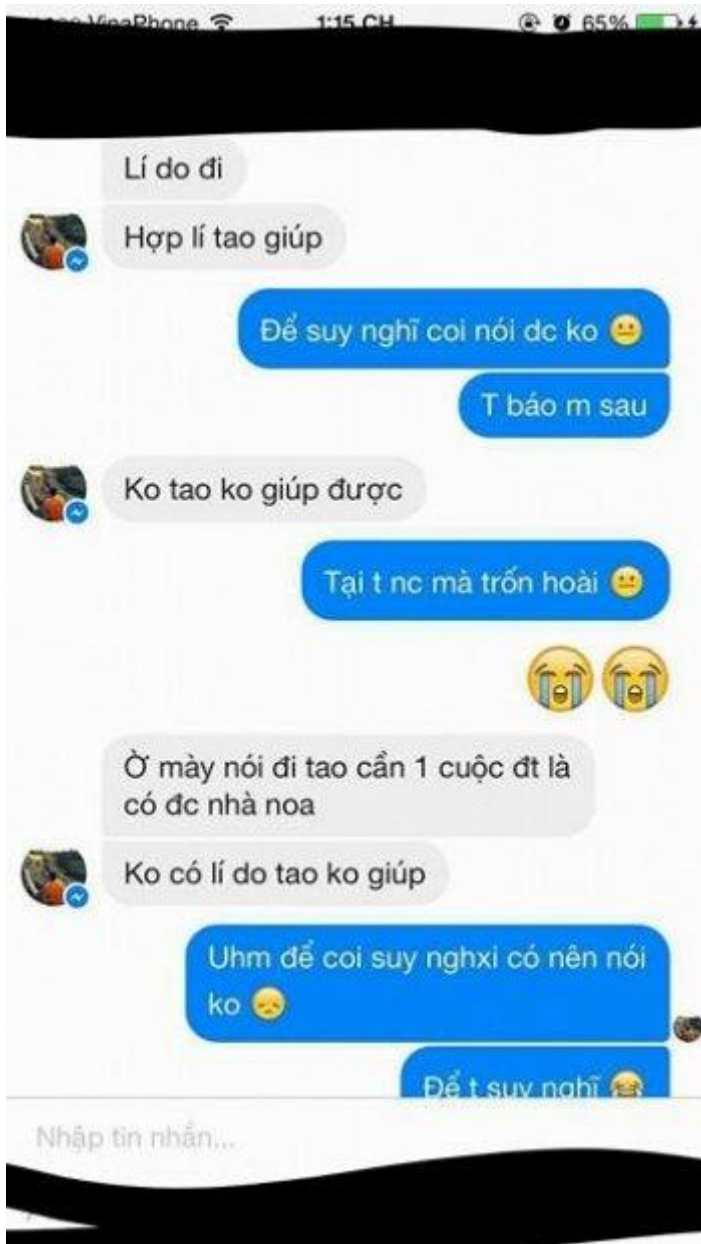 VinaPhone 1:15 CH 65%
Lí do đi
Hợp lí tao giúp
Để suy nghĩ coi nói dc ko 😐
T báo m sau
Ko tao ko giúp được
Tại t nc mà trốn hoài 😐
😭😭
Ờ mày nói đi tao cần 1 cuộc đt là
có đc nhà noa
Ko có lí do tao ko giúp
Uhm để coi suy nghxi có nên nói
ko 😞
Để t suy nghĩ 😂
Nhập tin nhắn...